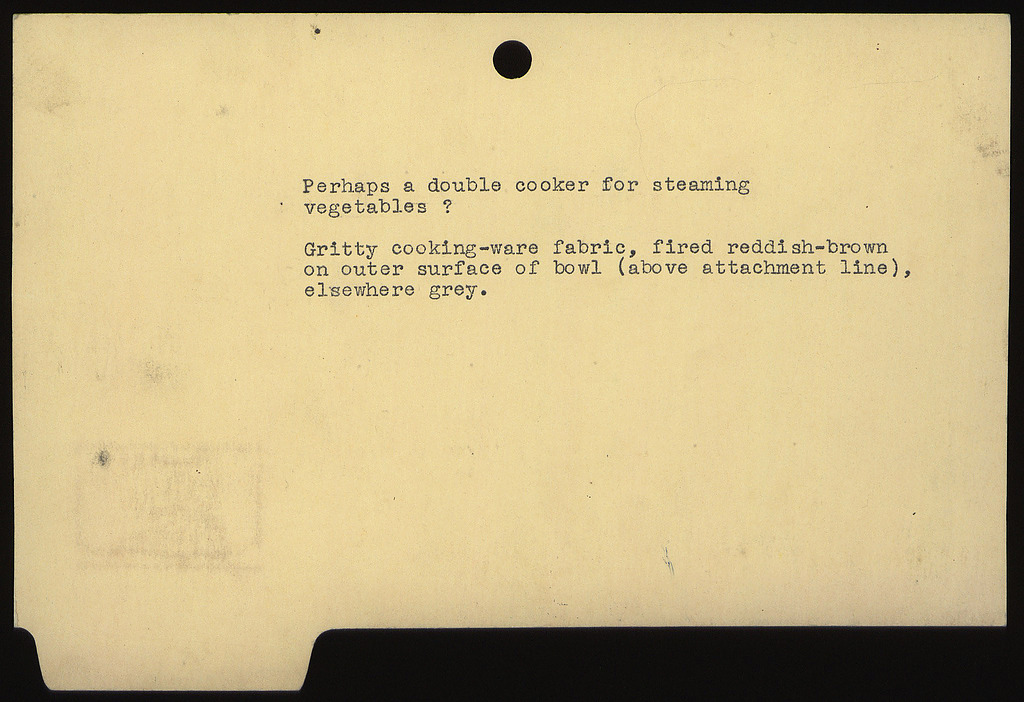 Perhaps a double cooker for steaming
vegetables ?
Gritty cooking-ware fabric, fired reddish-brown
on outer surface of bowl (above attachment line),
elsewhere grey.